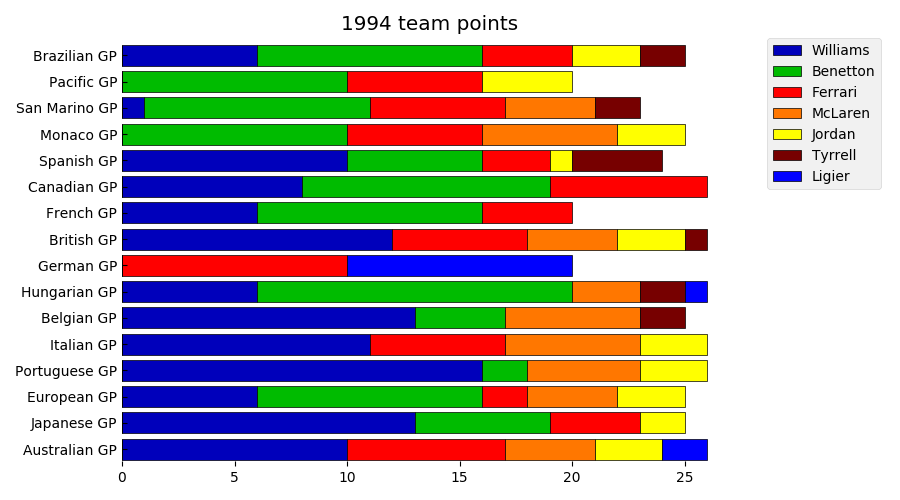 1994 team points
Brazilian GP
Pacific GP
San Marino GP
Monaco GP
Spanish GP
Canadian GP
French GP
British GP
German GP
Hungarian GP
Belgian GP
Italian GP
Portuguese GP
European GP
Japanese GP
Australian GP
0 5 10 15 20 25
Williams
Benetton
Ferrari
McLaren
Jordan
Tyrrell
Ligier